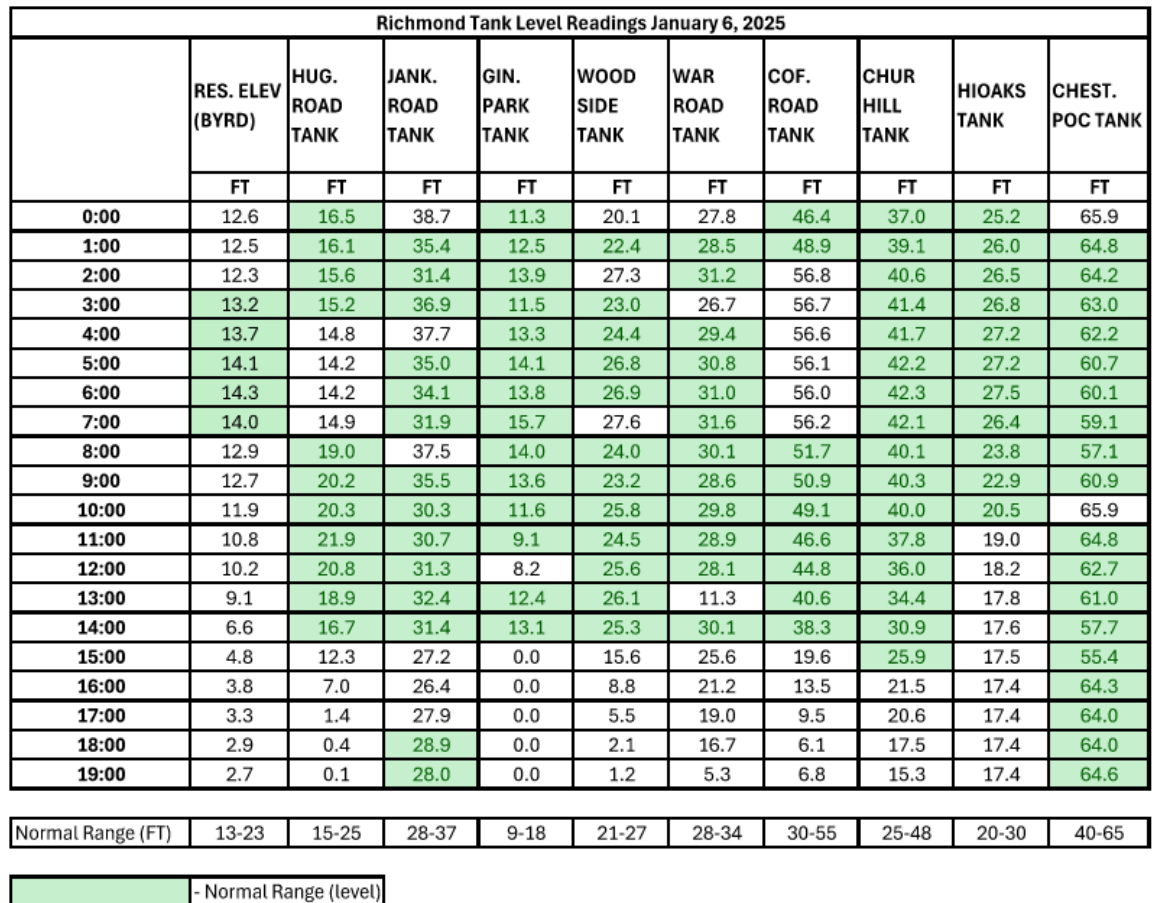 Richmond Tank Level Readings January 6, 2025
RES. ELEV (BYRD) HUG. ROAD TANK JANK. ROAD TANK GIN. PARK TANK WOOD SIDE TANK WAR ROAD TANK COF. ROAD TANK CHUR HILL TANK HIOAKS TANK CHEST. POC TANK
FT FT FT FT FT FT FT FT FT FT
0:00 12.6 16.5 38.7 11.3 20.1 27.8 46.4 37.0 25.2 65.9
1:00 12.5 16.1 35.4 12.5 22.4 28.5 48.9 39.1 26.0 64.8
2:00 12.3 15.6 31.4 13.9 27.3 31.2 56.8 40.6 26.5 64.2
3:00 13.2 15.2 36.9 11.5 23.0 26.7 56.7 41.4 26.8 63.0
4:00 13.7 14.8 37.7 13.3 24.4 29.4 56.6 41.7 27.2 62.2
5:00 14.1 14.2 35.0 14.1 26.8 30.8 56.1 42.2 27.2 60.7
6:00 14.3 14.2 34.1 13.8 26.9 31.0 56.0 42.3 27.5 60.1
7:00 14.0 14.9 31.9 15.7 27.6 31.6 56.2 42.1 26.4 59.1
8:00 12.9 19.0 37.5 14.0 24.0 30.1 51.7 40.1 23.8 57.1
9:00 12.7 20.2 35.5 13.6 23.2 28.6 50.9 40.3 22.9 60.9
10:00 11.9 20.3 30.3 11.6 25.8 29.8 49.1 40.0 20.5 65.9
11:00 10.8 21.9 30.7 9.1 24.5 28.9 46.6 37.8 19.0 64.8
12:00 10.2 20.8 31.3 8.2 25.6 28.1 44.8 36.0 18.2 62.7
13:00 9.1 18.9 32.4 12.4 26.1 11.3 40.6 34.4 17.8 61.0
14:00 6.6 16.7 31.4 13.1 25.3 30.1 38.3 30.9 17.6 57.7
15:00 4.8 12.3 27.2 0.0 15.6 25.6 19.6 25.9 17.5 55.4
16:00 3.8 7.0 26.4 0.0 8.8 21.2 13.5 21.5 17.4 64.3
17:00 3.3 1.4 27.9 0.0 5.5 19.0 9.5 20.6 17.4 64.0
18:00 2.9 0.4 28.9 0.0 2.1 16.7 6.1 17.5 17.4 64.0
19:00 2.7 0.1 28.0 0.0 1.2 5.3 6.8 15.3 17.4 64.6
Normal Range (FT) 13-23 15-25 28-37 9-18 21-27 28-34 30-55 25-48 20-30 40-65
- Normal Range (level)